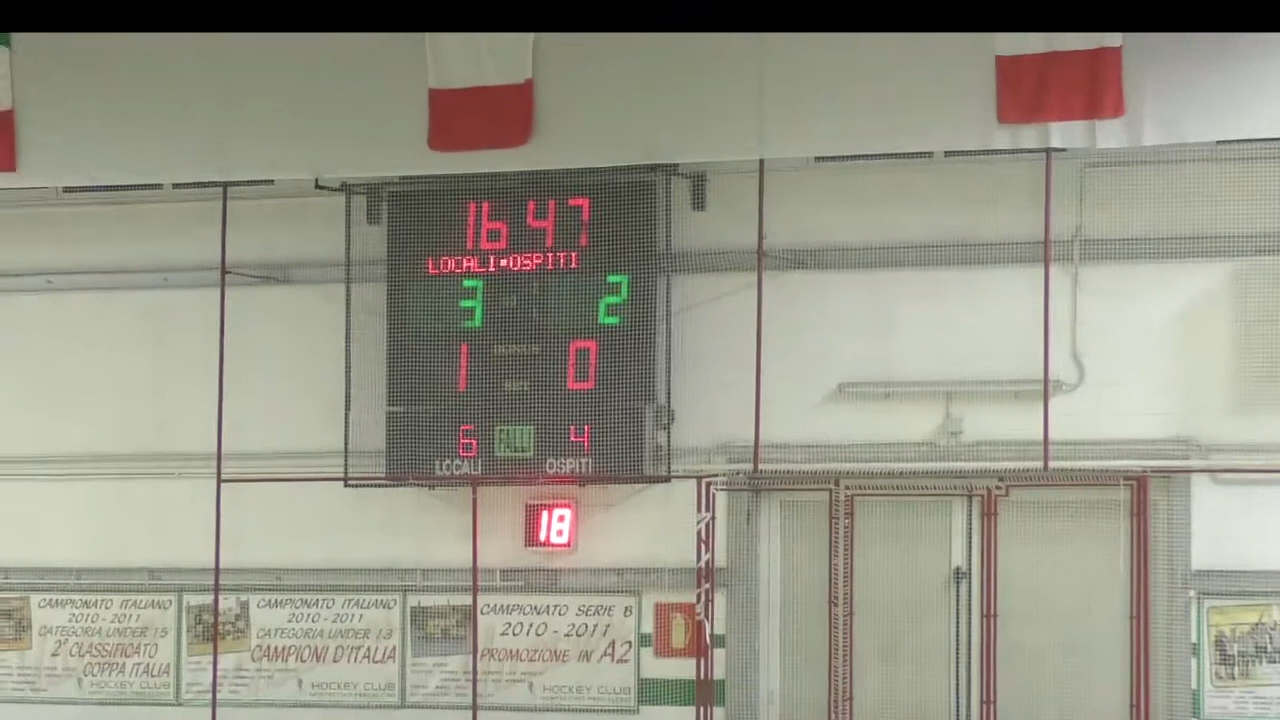 16 47
LOCALI•OSPITI
3 2
1 0
6 4
LOCALI OSPITI
18
CAMPIONATO ITALIANO
2010 - 2011
CATEGORIA UNDER 15
2° CLASSIFICATO
COPPA ITALIA
HOCKEY CLUB
CAMPIONATO ITALIANO
2010 - 2011
CATEGORIA UNDER 13
CAMPIONI D'ITALIA
HOCKEY CLUB
CAMPIONATO SERIE B
2010 - 2011
PROMOZIONE IN A2
HOCKEY CLUB
HOCKEY CLUB